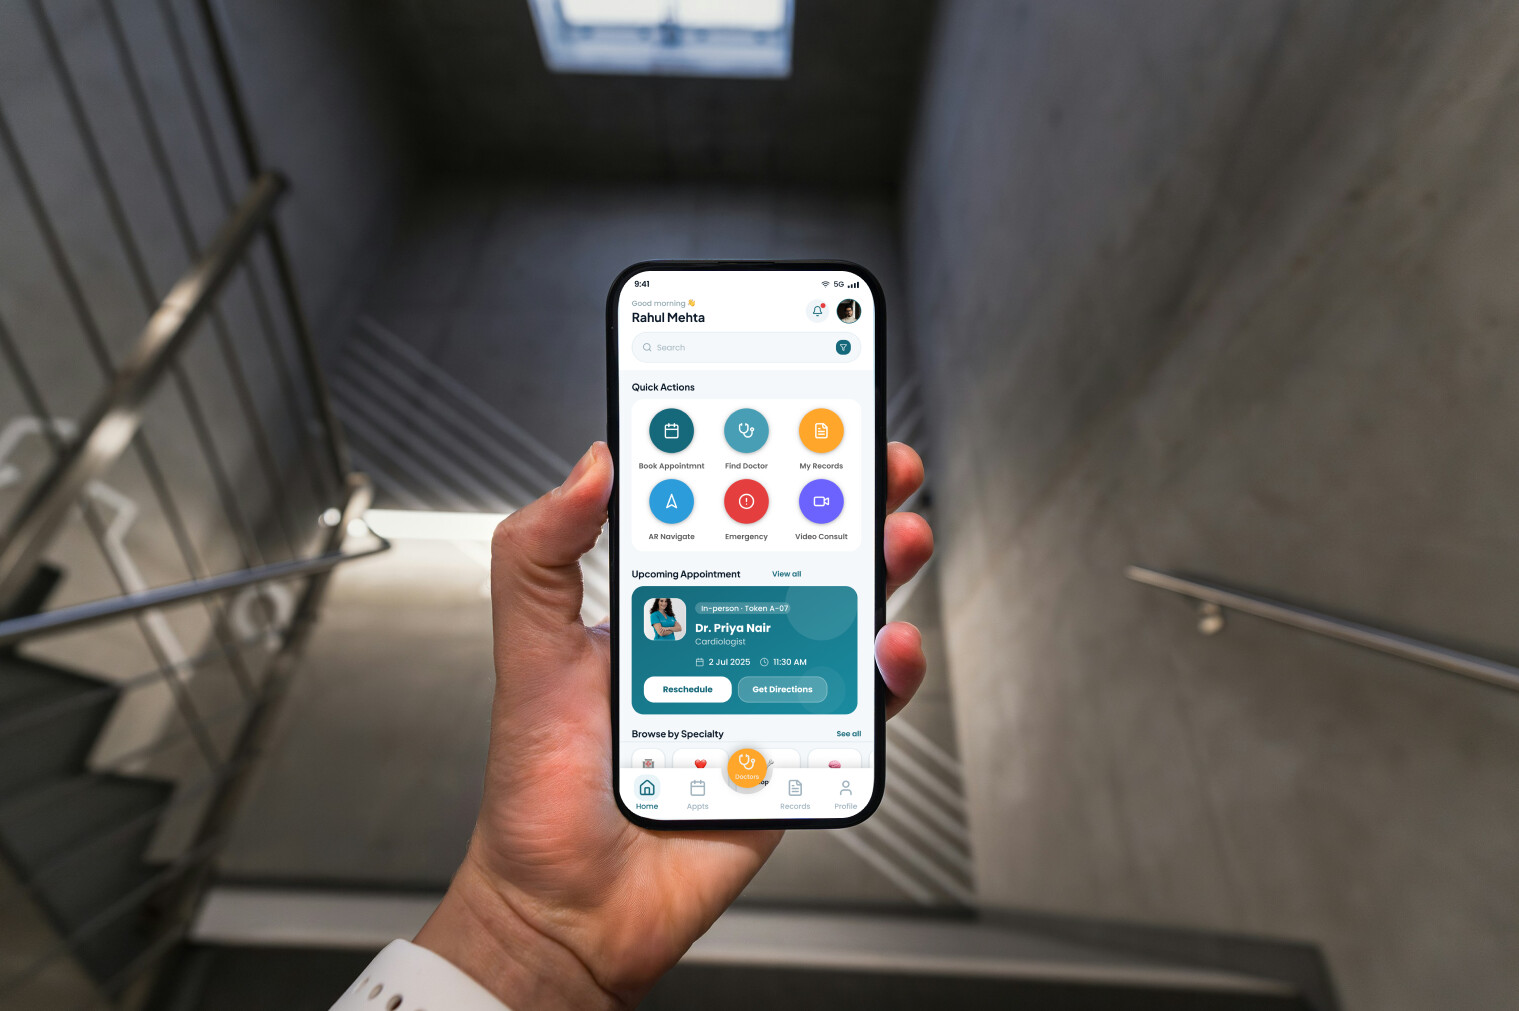 9:41
5G
Good morning 👋
Rahul Mehta
Search
Quick Actions
Book Appointmnt
Find Doctor
My Records
AR Navigate
Emergency
Video Consult
Upcoming Appointment
View all
In-person · Token A-07
Dr. Priya Nair
Cardiologist
2 Jul 2025
11:30 AM
Reschedule
Get Directions
Browse by Specialty
See all
Doctors
Home
Appts
Records
Profile